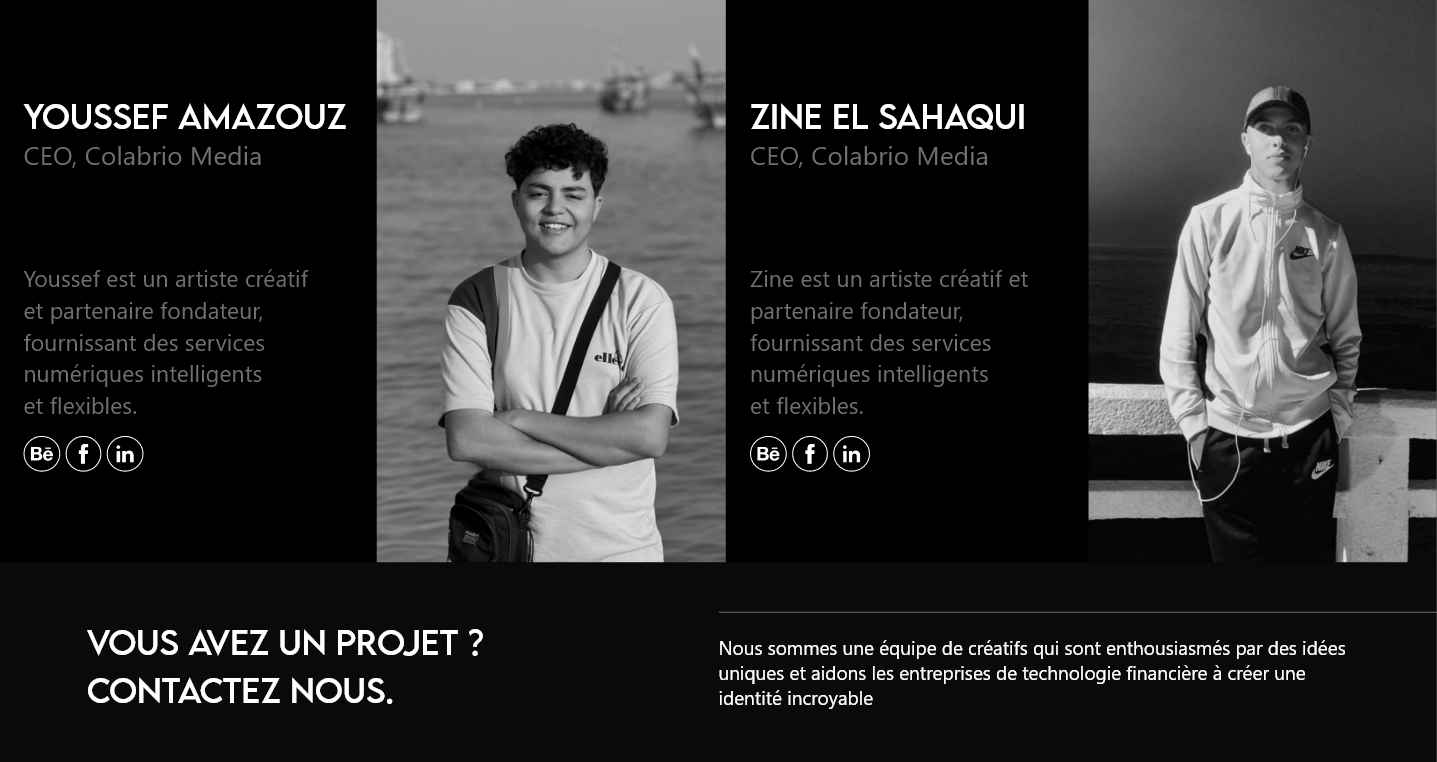 YOUSSEF AMAZOUZ
CEO, Colabrio Media
Youssef est un artiste créatif
et partenaire fondateur,
fournissant des services
numériques intelligents
et flexibles.
Bē f in
elle
ZINE EL SAHAQUI
CEO, Colabrio Media
Zine est un artiste créatif et
partenaire fondateur,
fournissant des services
numériques intelligents
et flexibles.
Bē f in
NIKE
NIKE
VOUS AVEZ UN PROJET ?
CONTACTEZ NOUS.
Nous sommes une équipe de créatifs qui sont enthousiasmés par des idées
uniques et aidons les entreprises de technologie financière à créer une
identité incroyable